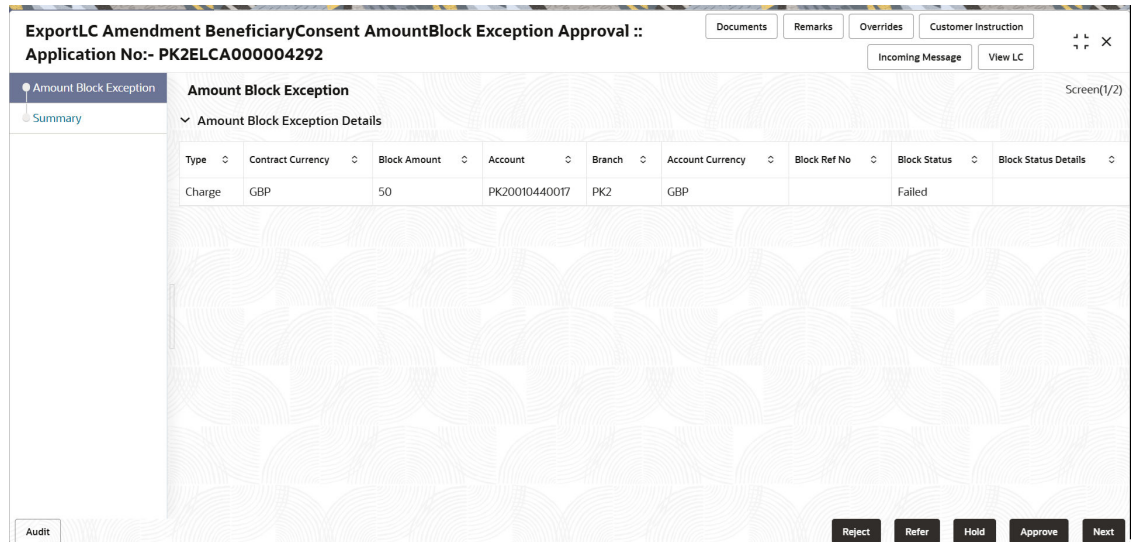 ExportLC Amendment BeneficiaryConsent AmountBlock Exception Approval ::
Application No:- PK2ELCA000004292
Documents Remarks Overrides Customer Instruction
Incoming Message View LC
Amount Block Exception
Summary
Amount Block Exception
Screen(1/2)
Amount Block Exception Details
Type Contract Currency Block Amount Account Branch Account Currency Block Ref No Block Status Block Status Details
Charge GBP 50 PK20010440017 PK2 GBP Failed
Audit Reject Refer Hold Approve Next